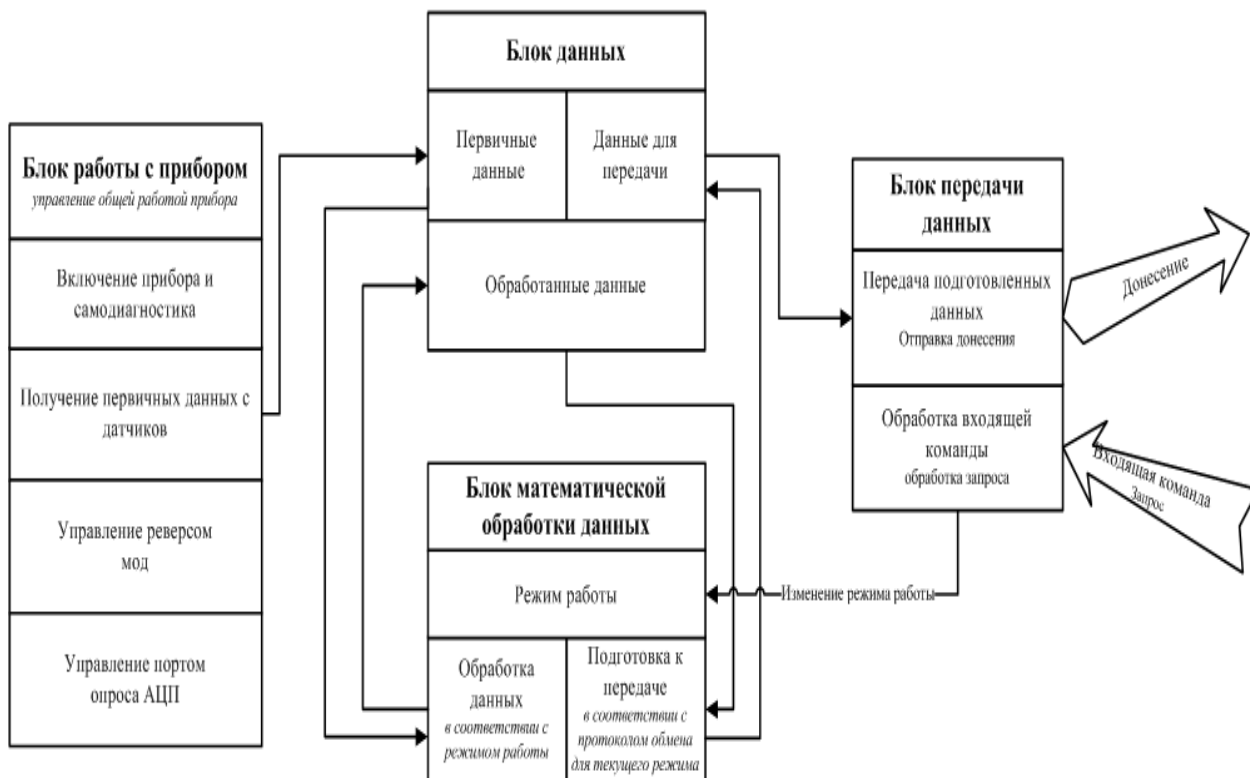 Блок работы с прибором
управление общей работой прибора
Включение прибора и
самодиагностика
Получение первичных данных с
датчиков
Управление реверсом
мод
Управление портом
опроса АЦП
Блок данных
Первичные
данные
Данные для
передачи
Обработанные данные
Блок математической
обработки данных
Режим работы
Обработка
данных
в соответствии с
режимом работы
Подготовка к
передаче
в соответствии с
протоколом обмена
для текущего режима
Изменение режима работы
Блок передачи
данных
Передача подготовленных
данных
Отправка донесения
Обработка входящей
команды
обработка запроса
Донесение
Входящая команда
Запрос